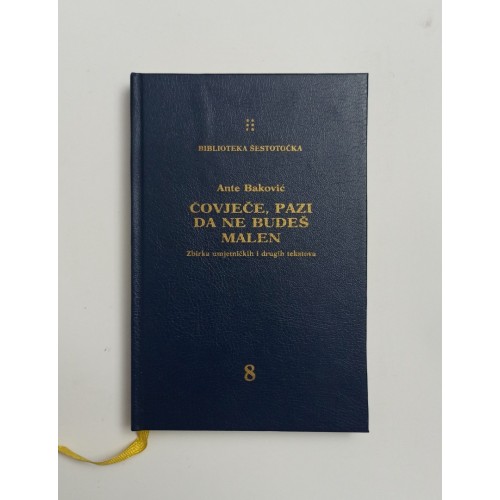 BIBLIOTEKA ŠESTOTOČKA
Ante Baković
ČOVJEČE, PAZI
DA NE BUDEŠ
MALEN
Zbirka umjetničkih i drugih tekstova
8